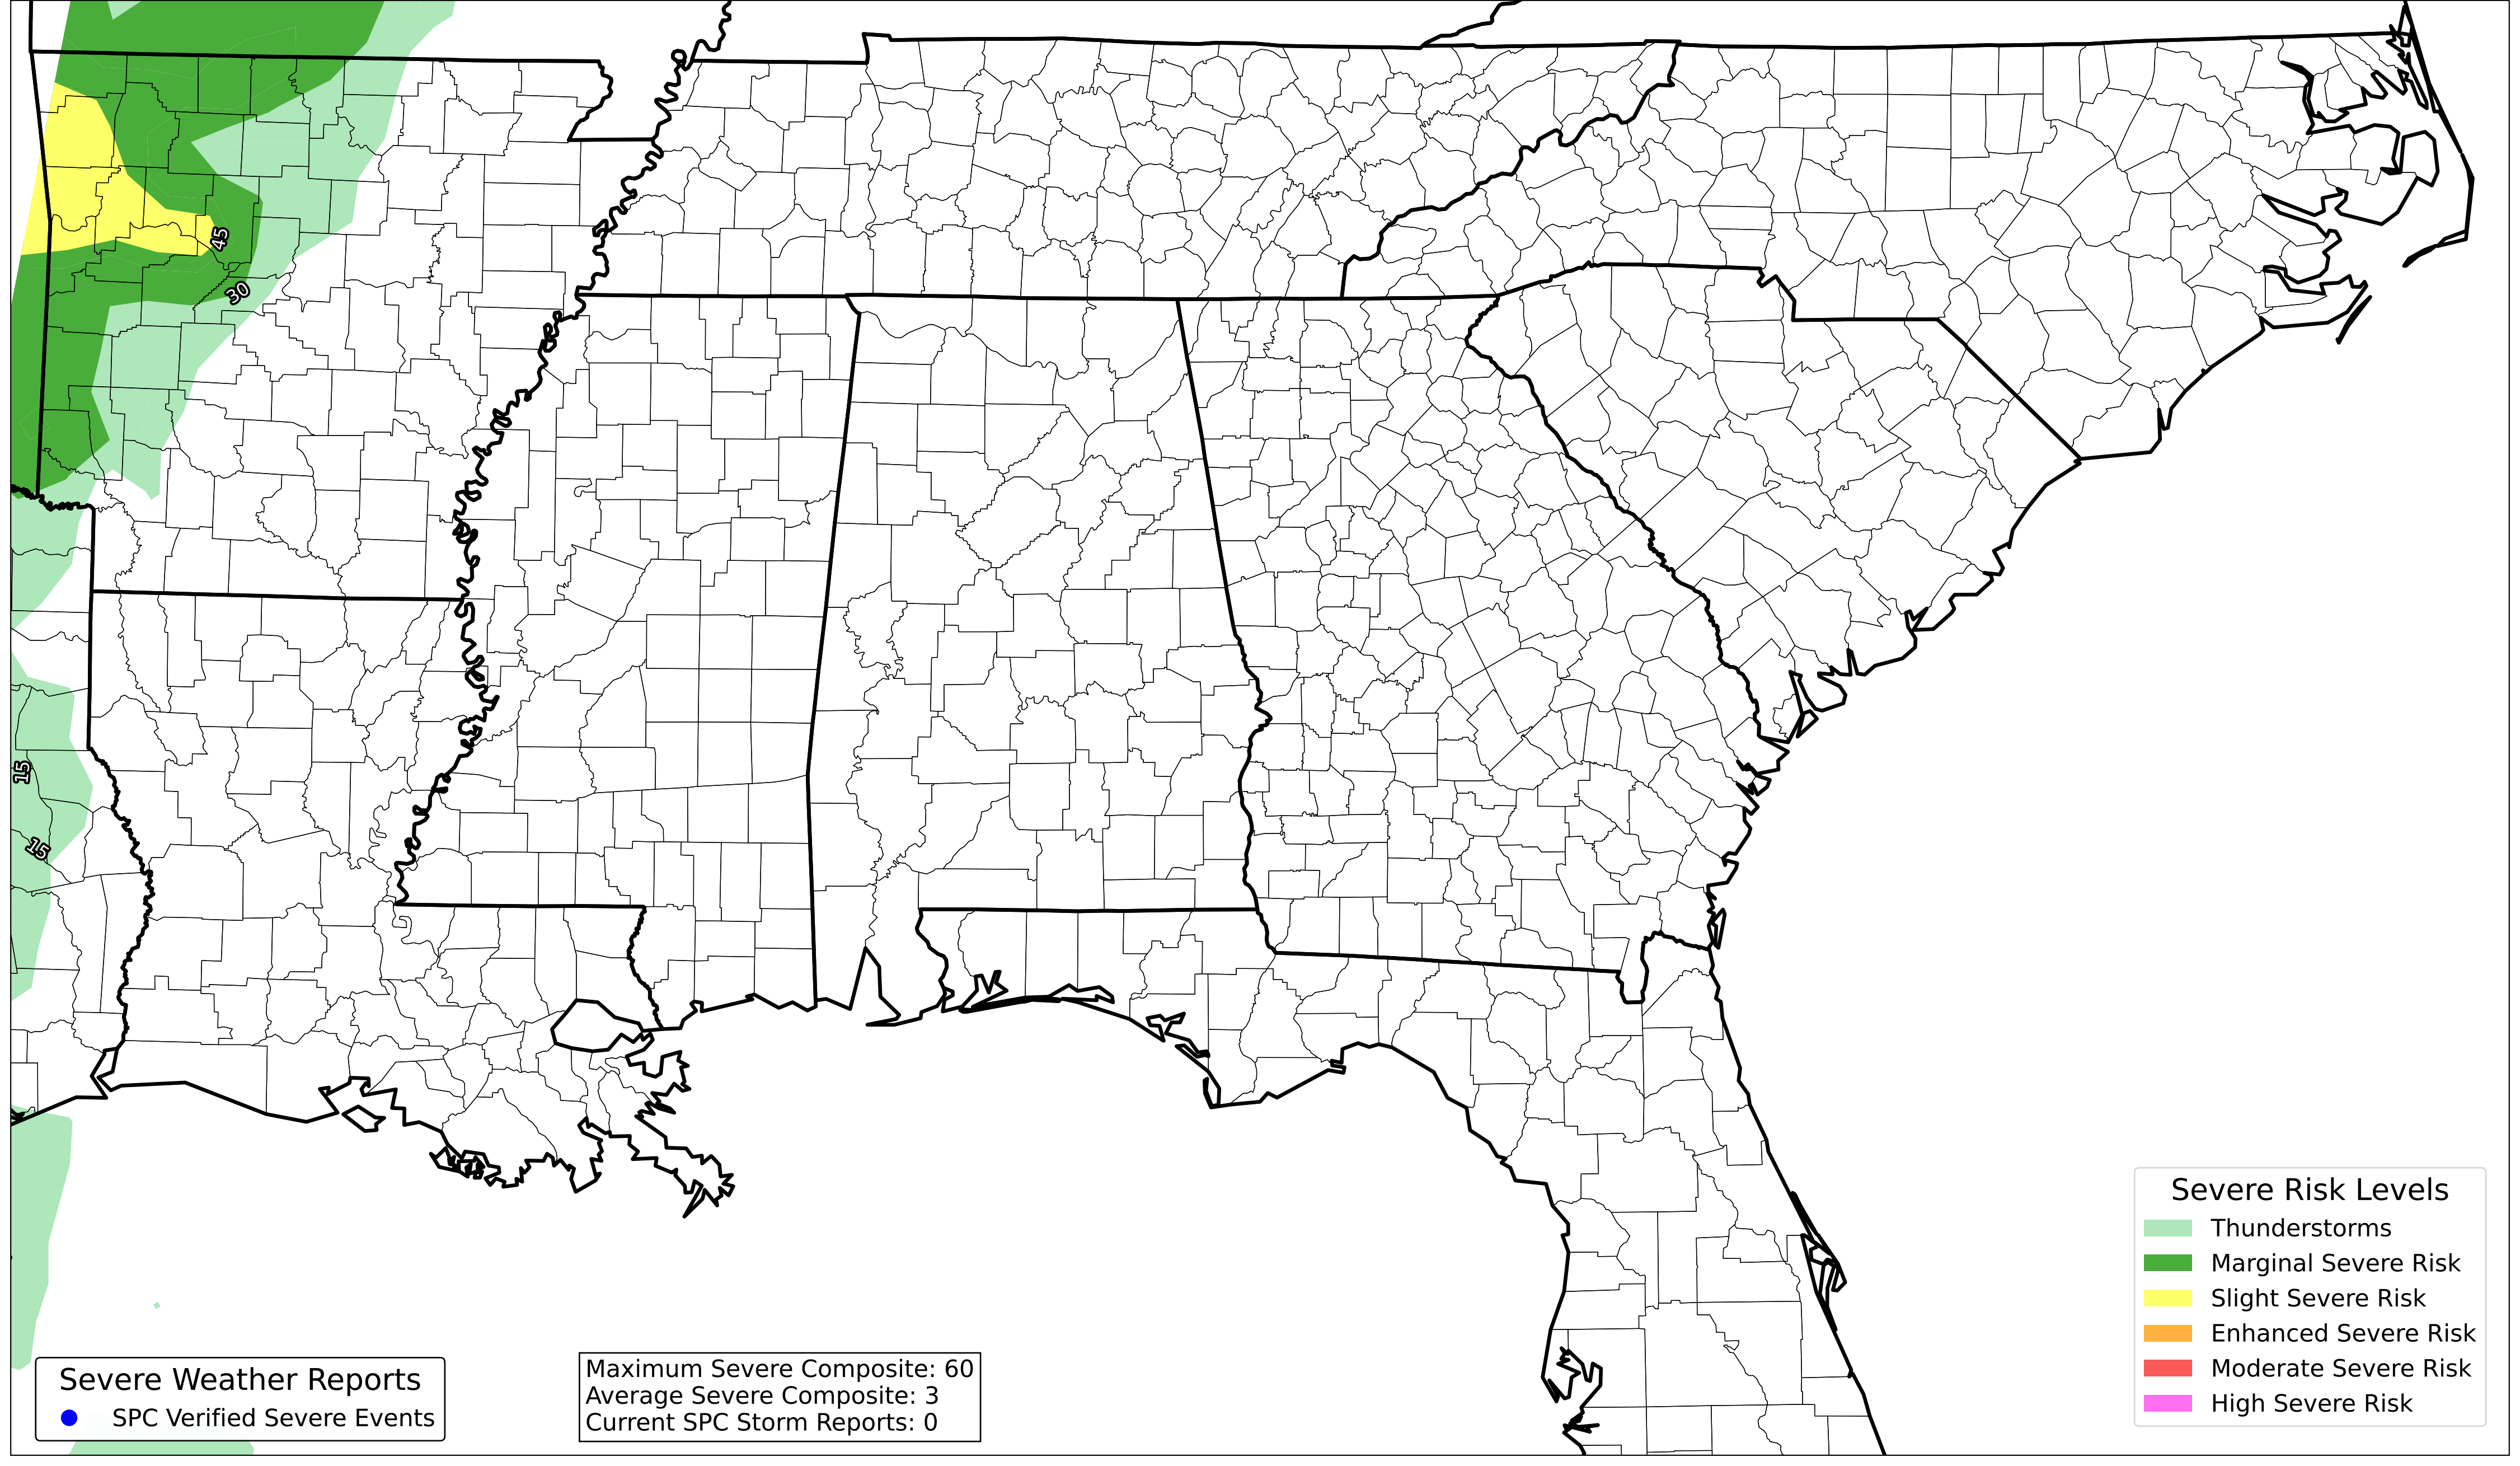 45
30
15
15
Severe Risk Levels
Thunderstorms
Marginal Severe Risk
Slight Severe Risk
Enhanced Severe Risk
Moderate Severe Risk
High Severe Risk
Severe Weather Reports
SPC Verified Severe Events
Maximum Severe Composite: 60
Average Severe Composite: 3
Current SPC Storm Reports: 0